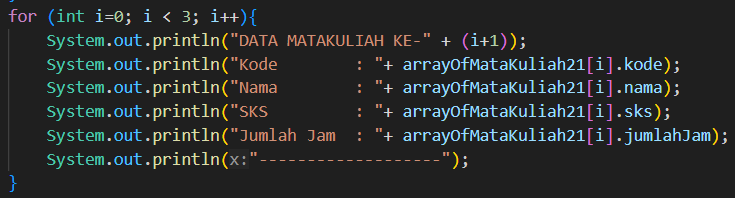 for (int i=0; i < 3; i++){
    System.out.println("DATA MATAKULIAH KE-" + (i+1));
    System.out.println("Kode        : "+ arrayOfMataKuliah21[i].kode);
    System.out.println("Nama        : "+ arrayOfMataKuliah21[i].nama);
    System.out.println("SKS         : "+ arrayOfMataKuliah21[i].sks);
    System.out.println("Jumlah Jam  : "+ arrayOfMataKuliah21[i].jumlahJam);
    System.out.println(x:"-------------------");
}